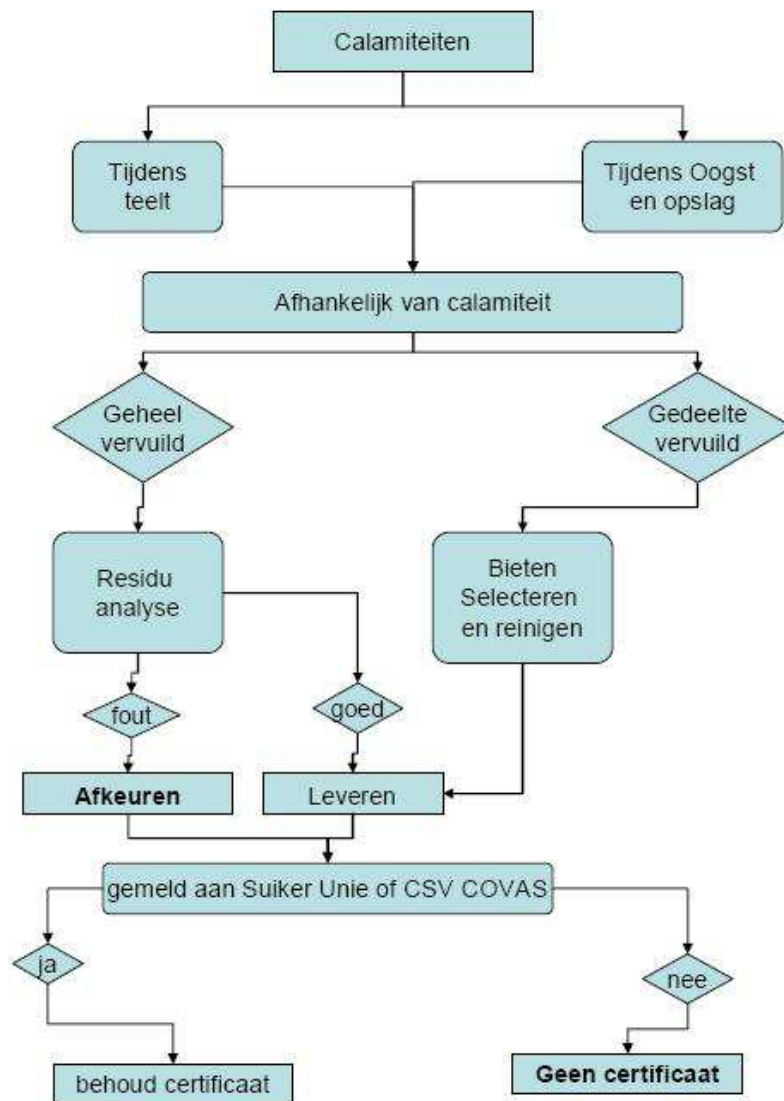 Calamiteiten
Tijdens
teelt
Tijdens Oogst
en opslag
Afhankelijk van calamiteit
Geheel
vervuild
Gedeelte
vervuild
Residu
analyse
Bieten
Selecteren
en reinigen
fout
goed
Afkeuren
Leveren
gemeld aan Suiker Unie of CSV COVAS
ja
nee
behoud certificaat
Geen certificaat